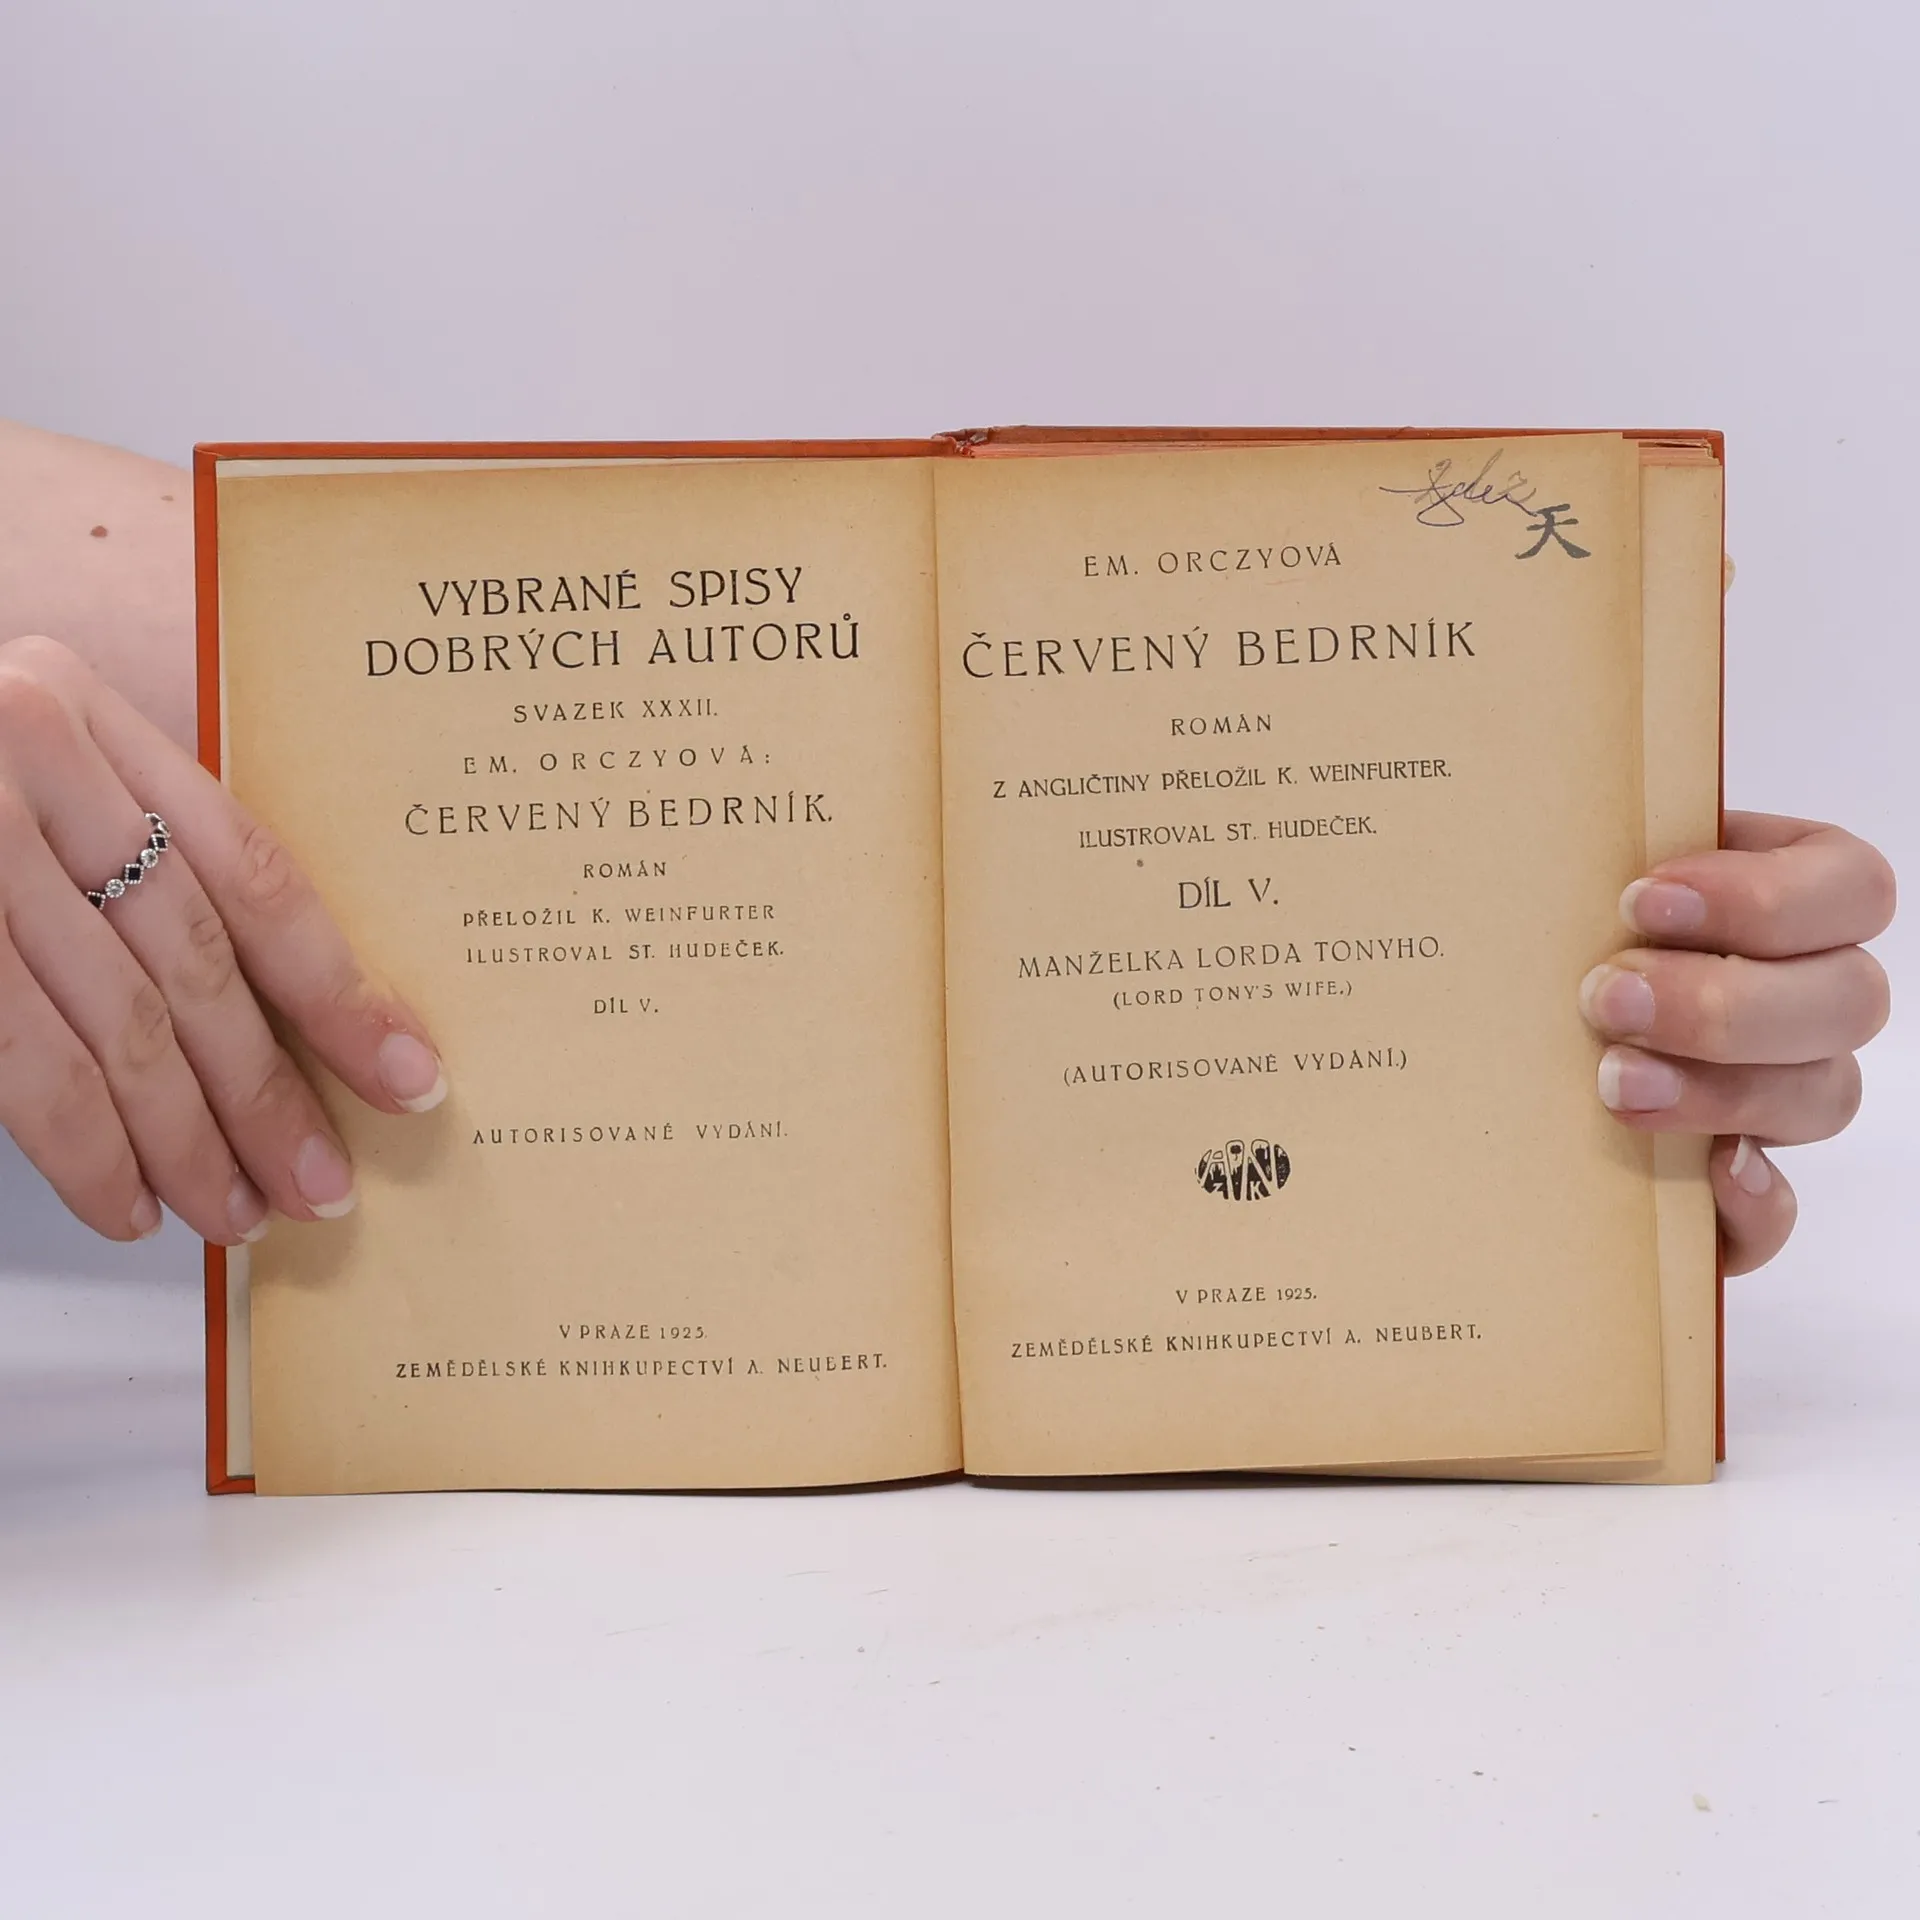 VYBRANÉ SPISY
DOBRÝCH AUTORŮ
SVAZEK XXXII.
EM. ORCZYOVÁ:
ČERVENÝ BEDRNÍK.
ROMÁN
PŘELOŽIL K. WEINFURTER
ILUSTROVAL ST. HUDEČEK.
DÍL V.
AUTORISOVANÉ VYDÁNÍ.
V PRAZE 1925.
ZEMĚDĚLSKÉ KNIHKUPECTVÍ A. NEUBERT.
天
EM. ORCZYOVÁ
ČERVENÝ BEDRNÍK
ROMÁN
Z ANGLIČTINY PŘELOŽIL K. WEINFURTER.
ILUSTROVAL ST. HUDEČEK.
DÍL V.
MANŽELKA LORDA TONYHO.
(LORD TONY'S WIFE.)
(AUTORISOVANÉ VYDÁNÍ.)
V PRAZE 1925.
ZEMĚDĚLSKÉ KNIHKUPECTVÍ A. NEUBERT.